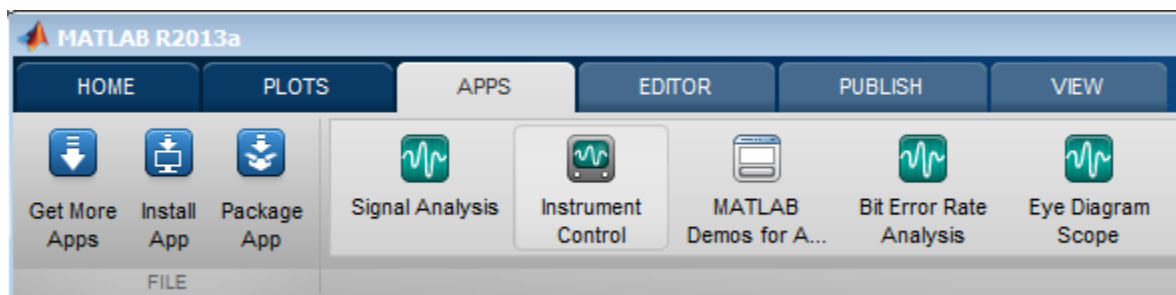 MATLAB R2013a
HOME PLOTS APPS EDITOR PUBLISH VIEW
Get More Apps
Install App
Package App
Signal Analysis
Instrument Control
MATLAB Demos for A...
Bit Error Rate Analysis
Eye Diagram Scope
FILE